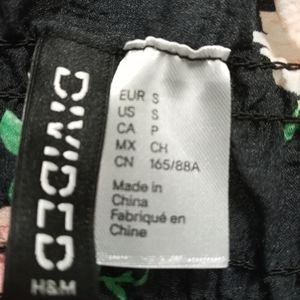 DIVIDED
H&M
EUR S
US S
CA P
MX CH
CN 165/88A
Made in
China
Fabriqué en
Chine